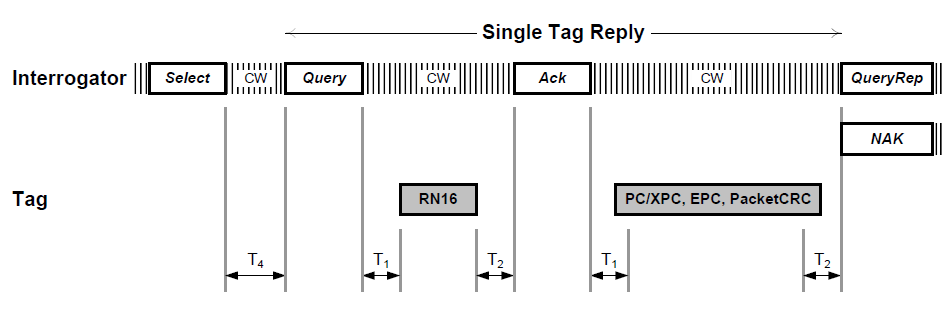 Single Tag Reply
Interrogator Select CW Query CW Ack CW QueryRep
NAK
Tag RN16 PC/XPC, EPC, PacketCRC
T4 T1 T2 T1 T2